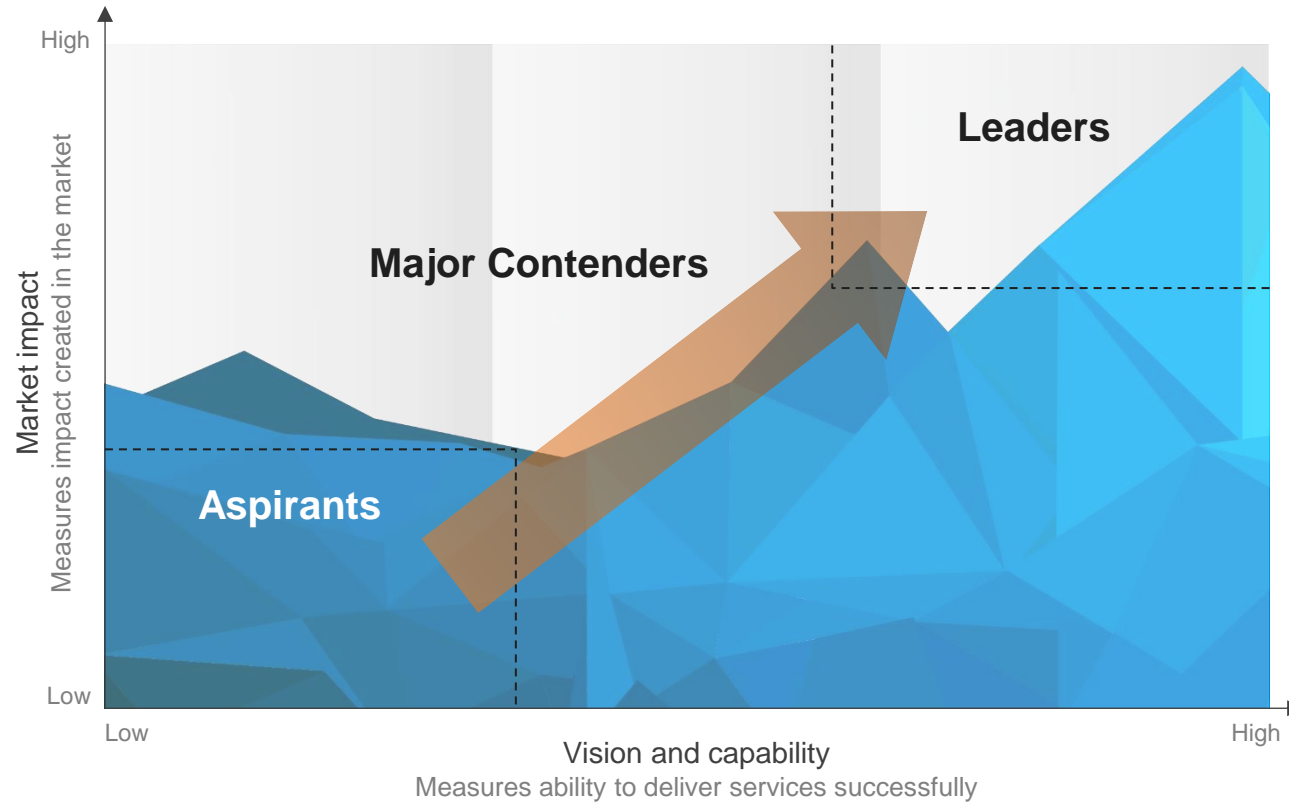 High
Leaders
Major Contenders
Market impact
Measures impact created in the market
Aspirants
Low
Low
High
Vision and capability
Measures ability to deliver services successfully